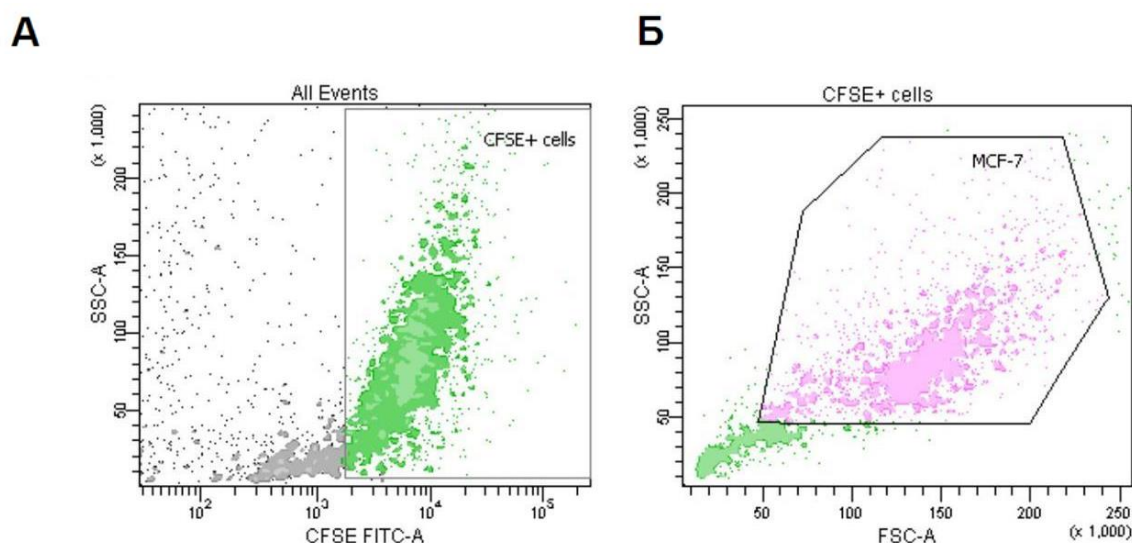 А
All Events
(x 1,000)
SSC-A
200
150
100
50
CFSE+ cells
10²
10³
10⁴
10⁵
CFSE FITC-A
Б
CFSE+ cells
(x 1,000)
SSC-A
250
200
150
100
50
MCF-7
50
100
150
200
250
(x 1,000)
FSC-A